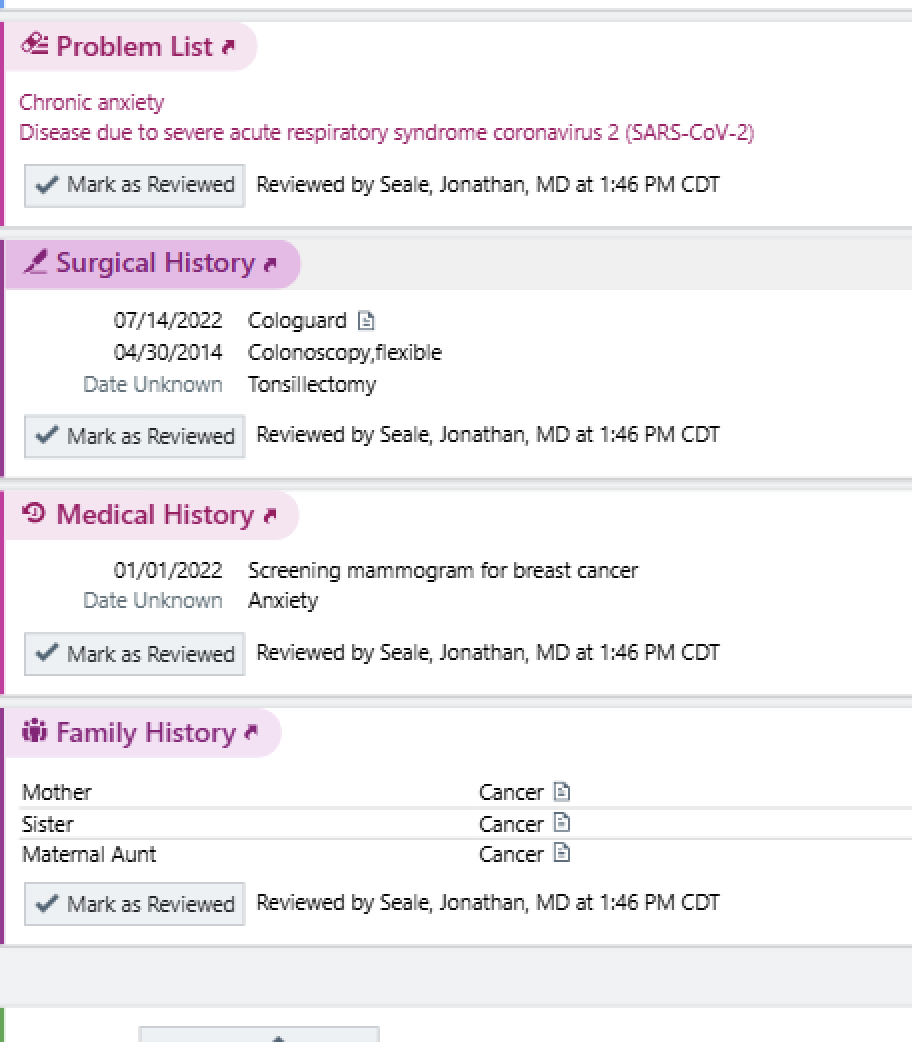 Problem List
Chronic anxiety
Disease due to severe acute respiratory syndrome coronavirus 2 (SARS-CoV-2)
Mark as Reviewed Reviewed by Seale, Jonathan, MD at 1:46 PM CDT
Surgical History
07/14/2022 Cologuard
04/30/2014 Colonoscopy,flexible
Date Unknown Tonsillectomy
Mark as Reviewed Reviewed by Seale, Jonathan, MD at 1:46 PM CDT
Medical History
01/01/2022 Screening mammogram for breast cancer
Date Unknown Anxiety
Mark as Reviewed Reviewed by Seale, Jonathan, MD at 1:46 PM CDT
Family History
Mother Cancer
Sister Cancer
Maternal Aunt Cancer
Mark as Reviewed Reviewed by Seale, Jonathan, MD at 1:46 PM CDT